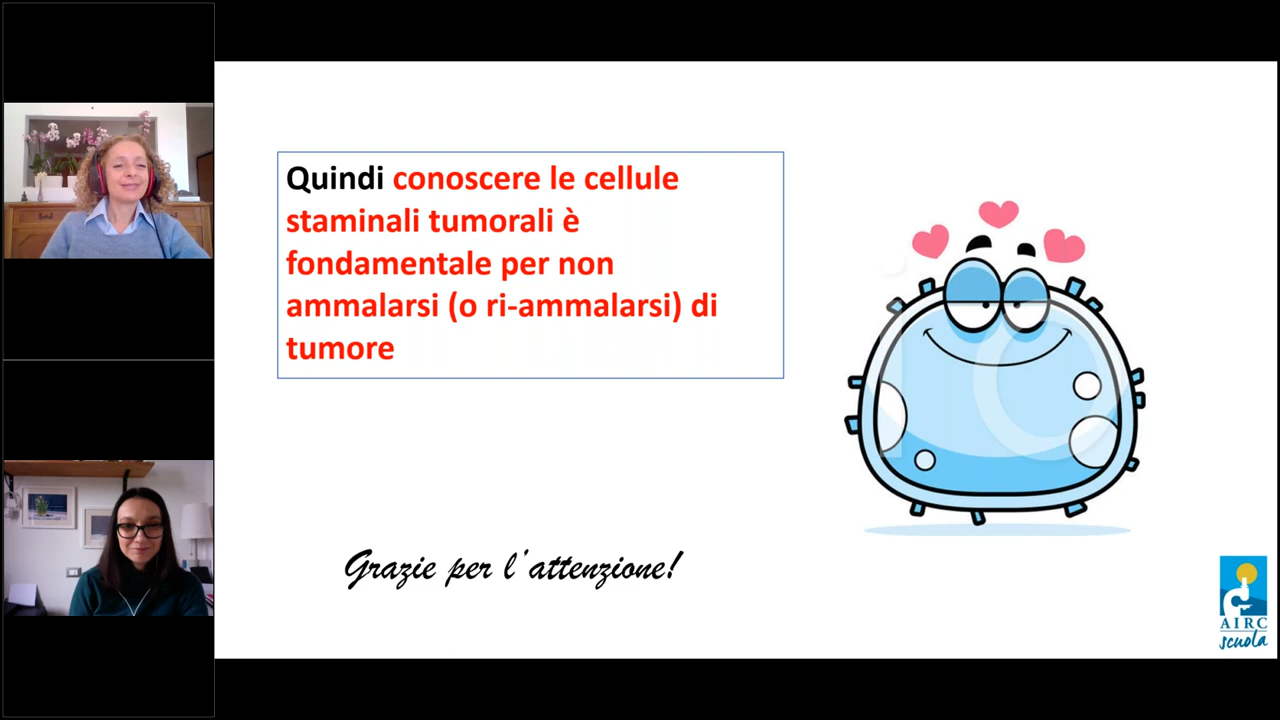 Quindi conoscere le cellule
staminali tumorali è
fondamentale per non
ammalarsi (o ri-ammalarsi) di
tumore
Grazie per l'attenzione!
AIRC
scuola